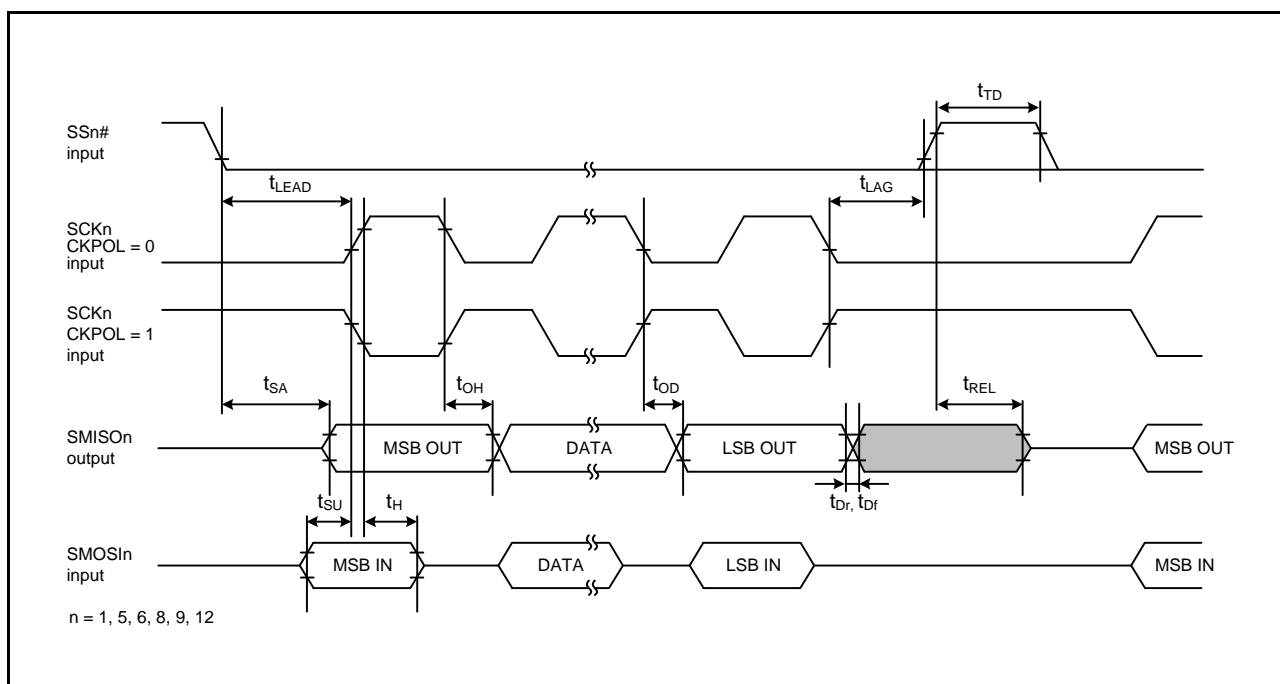 tTD
SSn#
input
tLEAD
tLAG
SCKn
CKPOL = 0
input
SCKn
CKPOL = 1
input
tSA
tOH
tOD
tREL
SMISOn
output
MSB OUT
DATA
LSB OUT
MSB OUT
tSU
tH
tDr, tDf
SMOSIn
input
MSB IN
DATA
LSB IN
MSB IN
n = 1, 5, 6, 8, 9, 12